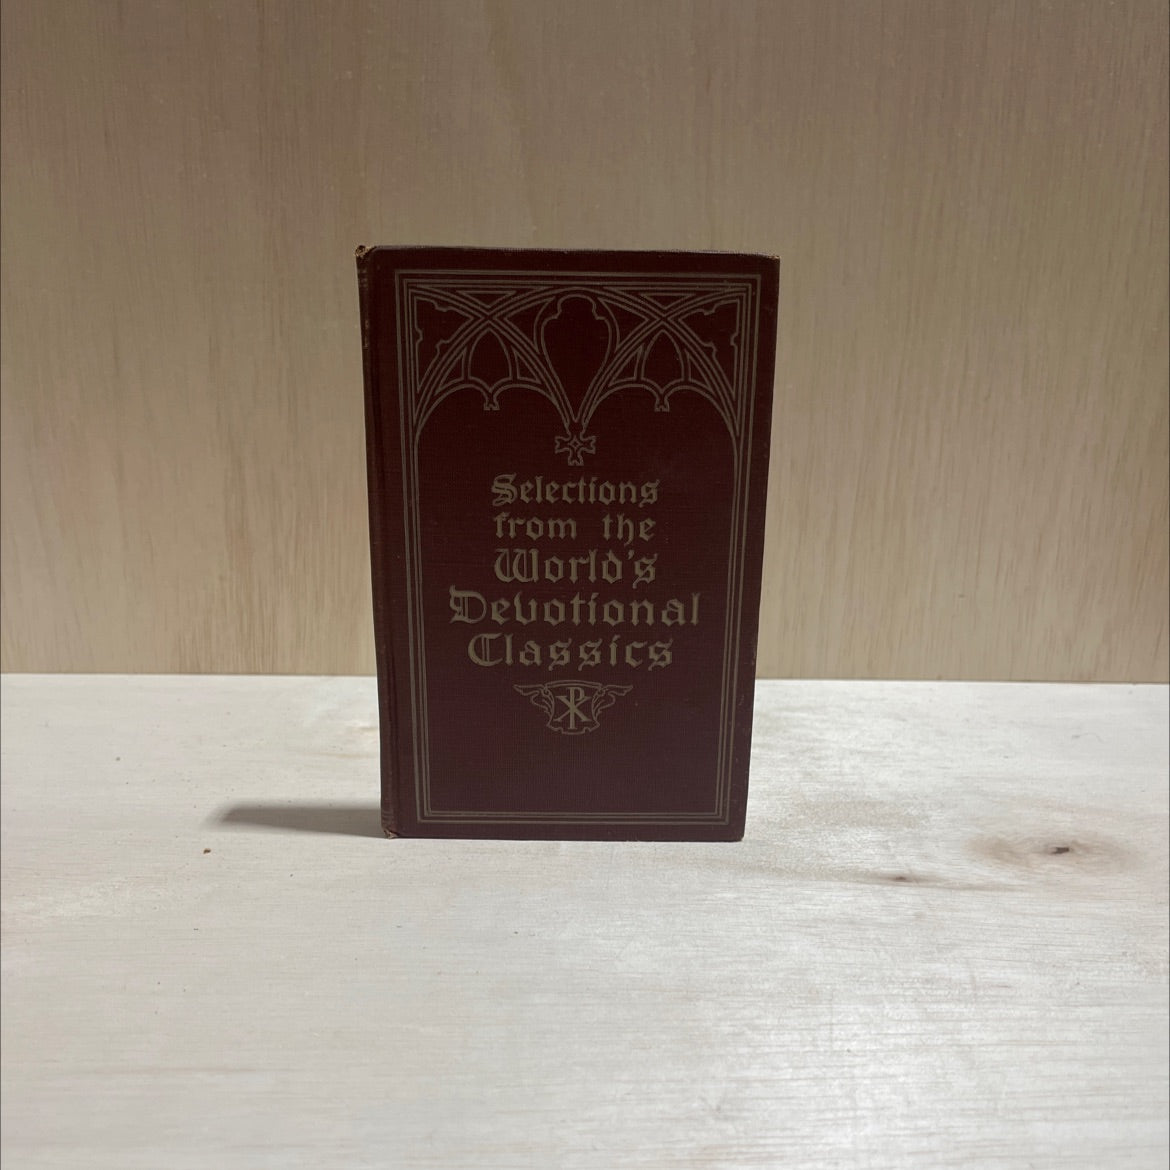 Selections
from the
World's
Devotional
Classics